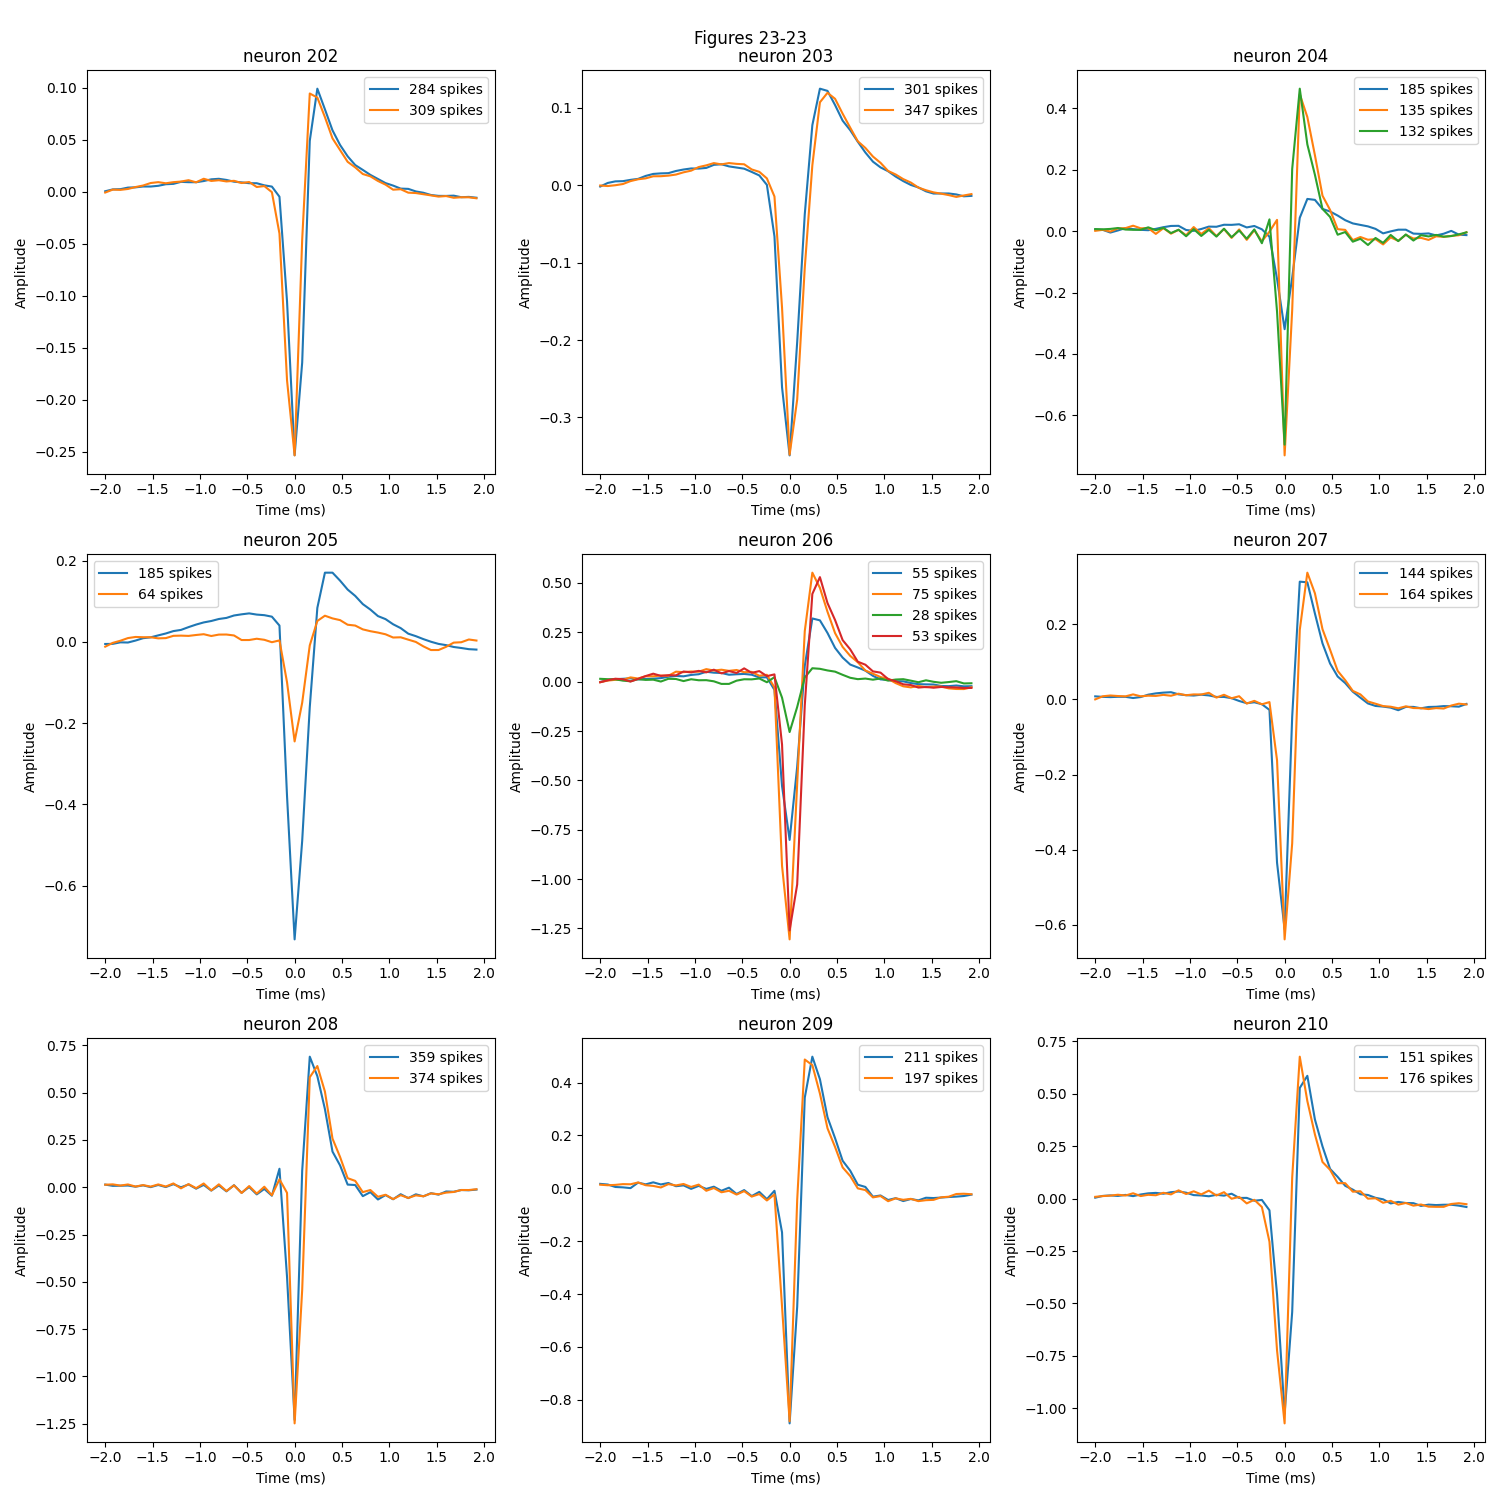 Figures 23-23
neuron 202
284 spikes
309 spikes
0.10
0.05
0.00
−0.05
−0.10
−0.15
−0.20
−0.25
Amplitude
−2.0 −1.5 −1.0 −0.5 0.0 0.5 1.0 1.5 2.0
Time (ms)
neuron 203
301 spikes
347 spikes
0.1
0.0
−0.1
−0.2
−0.3
Amplitude
−2.0 −1.5 −1.0 −0.5 0.0 0.5 1.0 1.5 2.0
Time (ms)
neuron 204
185 spikes
135 spikes
132 spikes
0.4
0.2
0.0
−0.2
−0.4
−0.6
Amplitude
−2.0 −1.5 −1.0 −0.5 0.0 0.5 1.0 1.5 2.0
Time (ms)
neuron 205
185 spikes
64 spikes
0.2
0.0
−0.2
−0.4
−0.6
Amplitude
−2.0 −1.5 −1.0 −0.5 0.0 0.5 1.0 1.5 2.0
Time (ms)
neuron 206
55 spikes
75 spikes
28 spikes
53 spikes
0.50
0.25
0.00
−0.25
−0.50
−0.75
−1.00
−1.25
Amplitude
−2.0 −1.5 −1.0 −0.5 0.0 0.5 1.0 1.5 2.0
Time (ms)
neuron 207
144 spikes
164 spikes
0.2
0.0
−0.2
−0.4
−0.6
Amplitude
−2.0 −1.5 −1.0 −0.5 0.0 0.5 1.0 1.5 2.0
Time (ms)
neuron 208
359 spikes
374 spikes
0.75
0.50
0.25
0.00
−0.25
−0.50
−0.75
−1.00
−1.25
Amplitude
−2.0 −1.5 −1.0 −0.5 0.0 0.5 1.0 1.5 2.0
Time (ms)
neuron 209
211 spikes
197 spikes
0.4
0.2
0.0
−0.2
−0.4
−0.6
−0.8
Amplitude
−2.0 −1.5 −1.0 −0.5 0.0 0.5 1.0 1.5 2.0
Time (ms)
neuron 210
151 spikes
176 spikes
0.75
0.50
0.25
0.00
−0.25
−0.50
−0.75
−1.00
Amplitude
−2.0 −1.5 −1.0 −0.5 0.0 0.5 1.0 1.5 2.0
Time (ms)